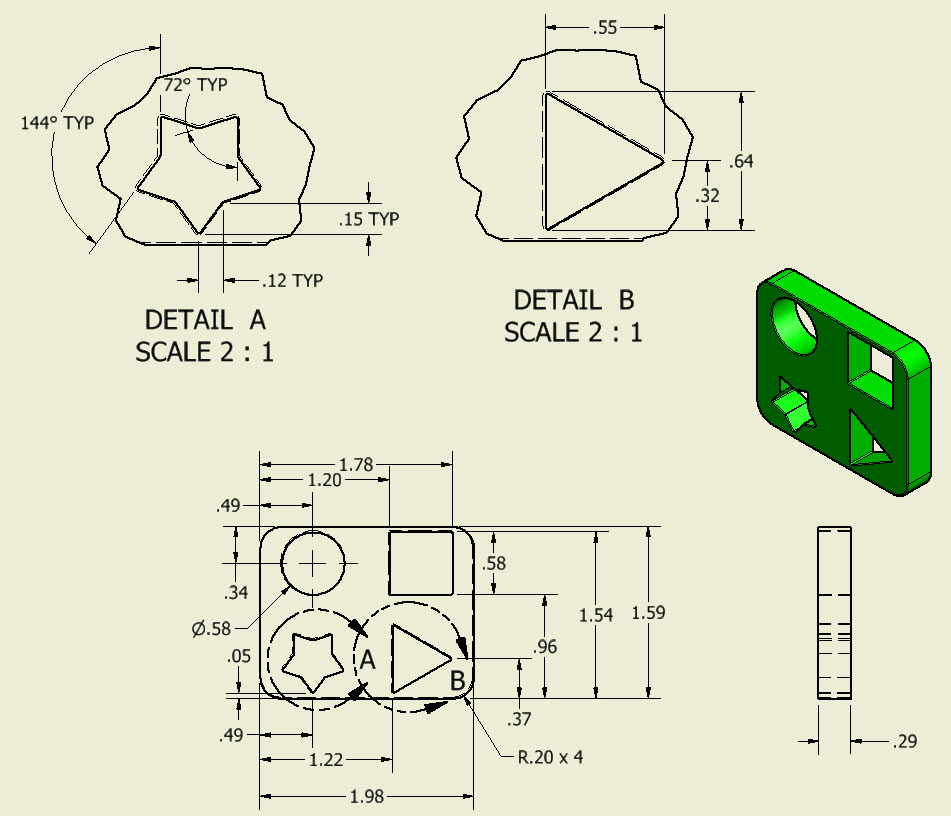 .55
72° TYP
144° TYP
.64
.32
.15 TYP
.12 TYP
DETAIL A
SCALE 2 : 1
DETAIL B
SCALE 2 : 1
1.78
1.20
.49
.58
.34
1.54
1.59
Ø.58
.96
.05
A
B
.37
.49
1.22
R.20 x 4
.29
1.98